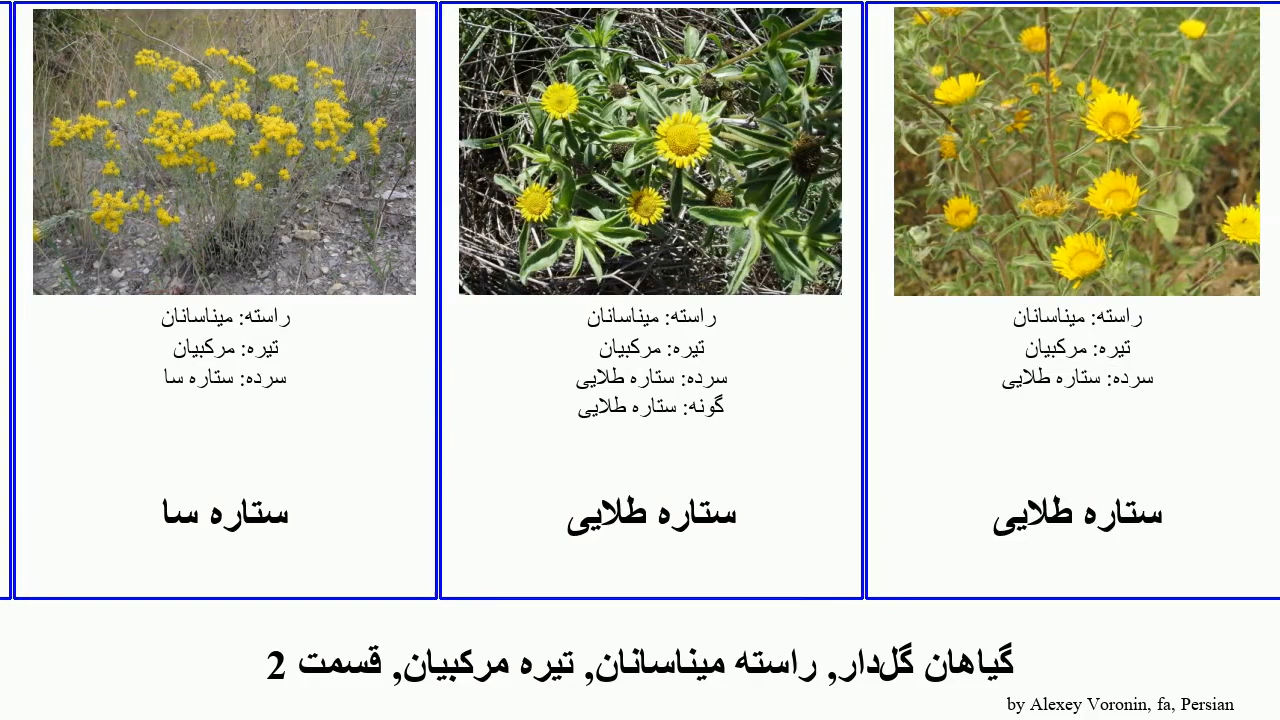 راسته: میناسانان
تیره: مرکبیان
سرده: ستاره سا
ستاره سا
راسته: میناسانان
تیره: مرکبیان
سرده: ستاره طلایی
گونه: ستاره طلایی
ستاره طلایی
راسته: میناسانان
تیره: مرکبیان
سرده: ستاره طلایی
ستاره طلایی
گیاهان گل‌دار, راسته میناسانان, تیره مرکبیان, قسمت 2
by Alexey Voronin, fa, Persian